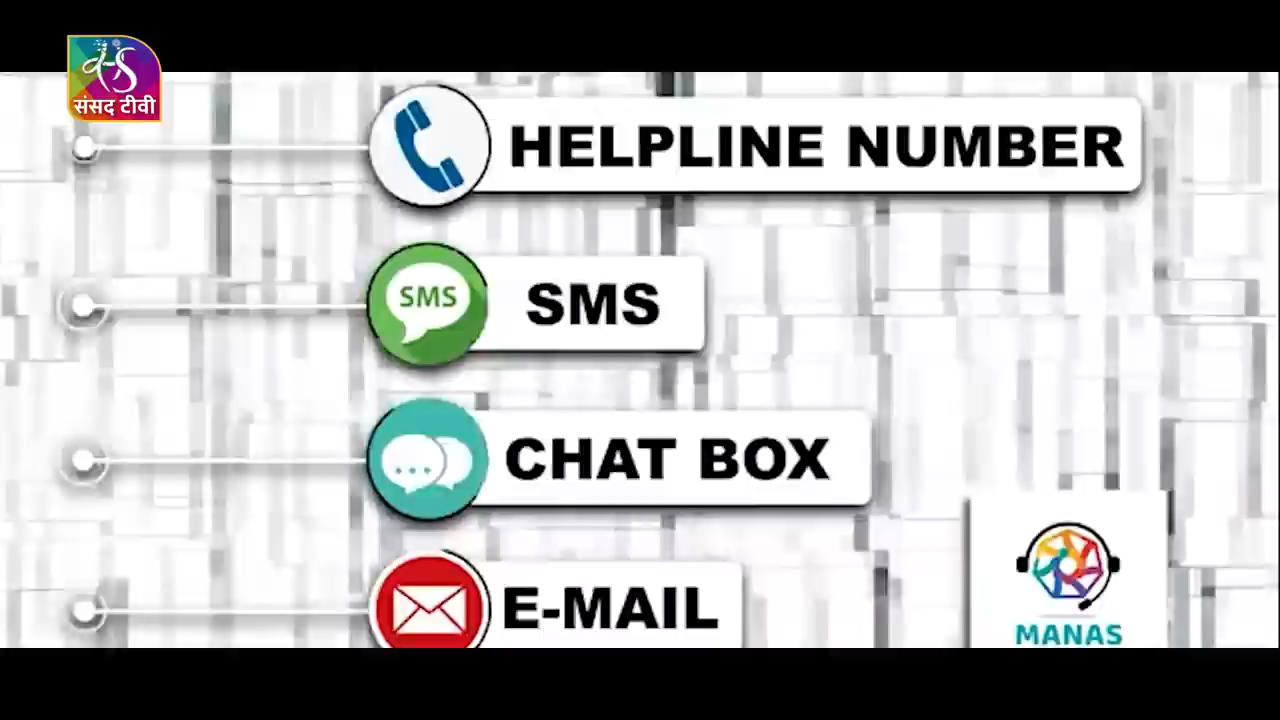 संसद टीवी
HELPLINE NUMBER
SMS
SMS
CHAT BOX
E-MAIL
MANAS